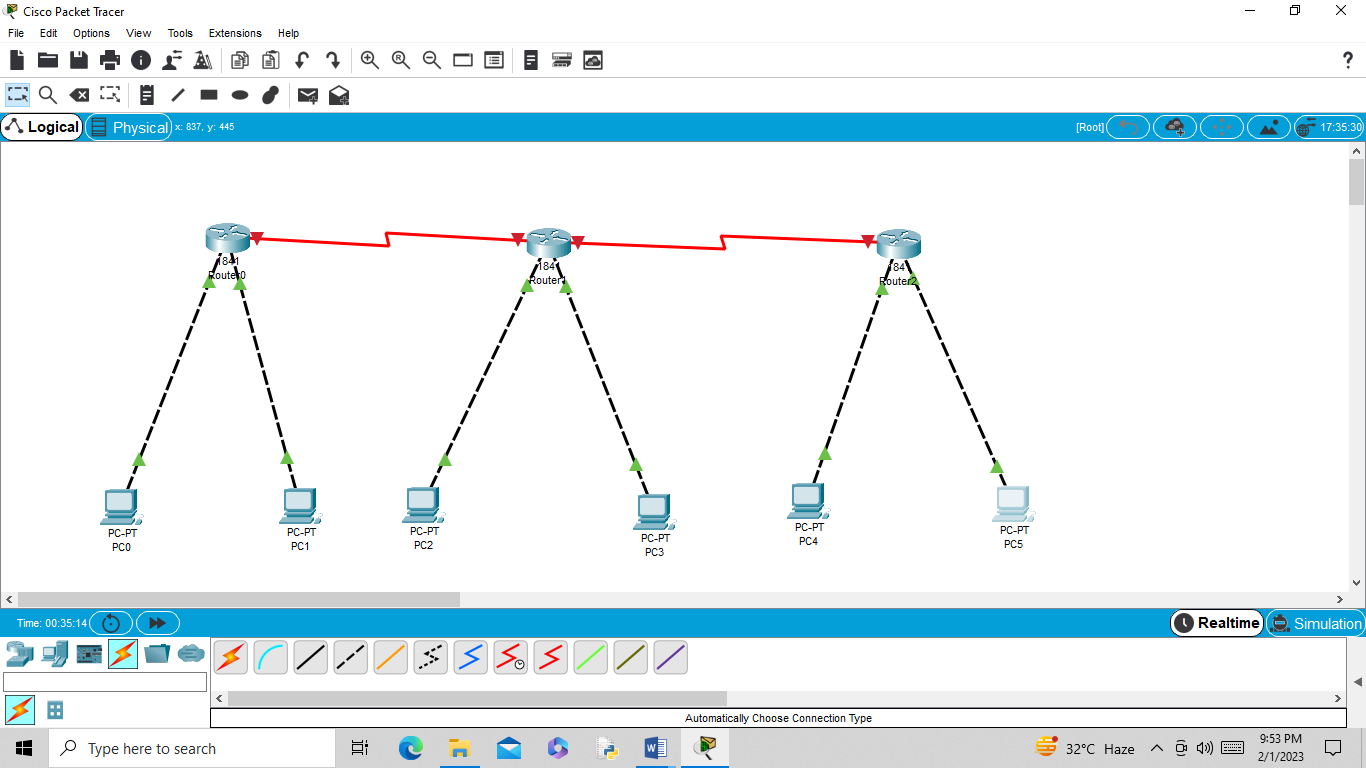 Cisco Packet Tracer
File Edit Options View Tools Extensions Help
?
Logical Physical x: 837, y: 445 [Root] 17:35:30
1841
Router0
184
Router1
184
Router2
PC-PT
PC0
PC-PT
PC1
PC-PT
PC2
PC-PT
PC3
PC-PT
PC4
PC-PT
PC5
Time: 00:35:14 Realtime Simulation
Automatically Choose Connection Type
Type here to search
32°C Haze
9:53 PM
2/1/2023